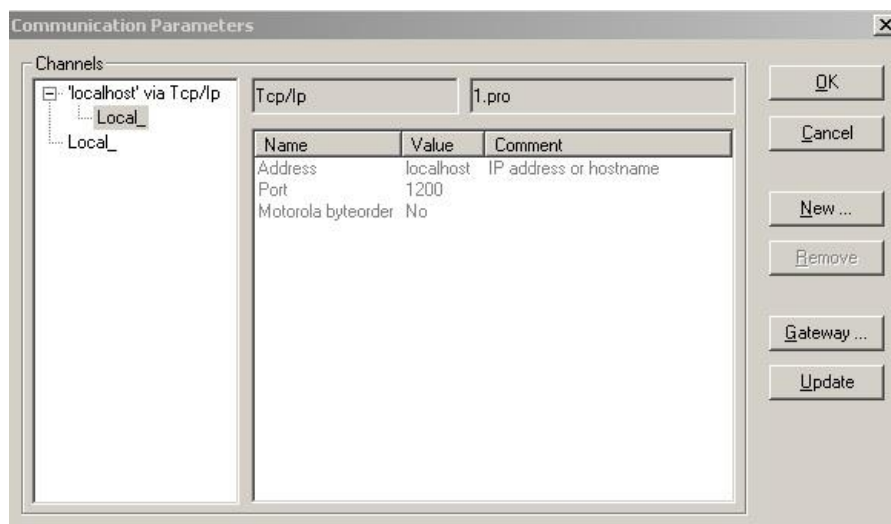 Communication Parameters
Channels
'localhost' via Tcp/Ip
Local_
Local_
Tcp/Ip
1.pro
Name Value Comment
Address localhost IP address or hostname
Port 1200
Motorola byteorder No
OK
Cancel
New ...
Remove
Gateway ...
Update